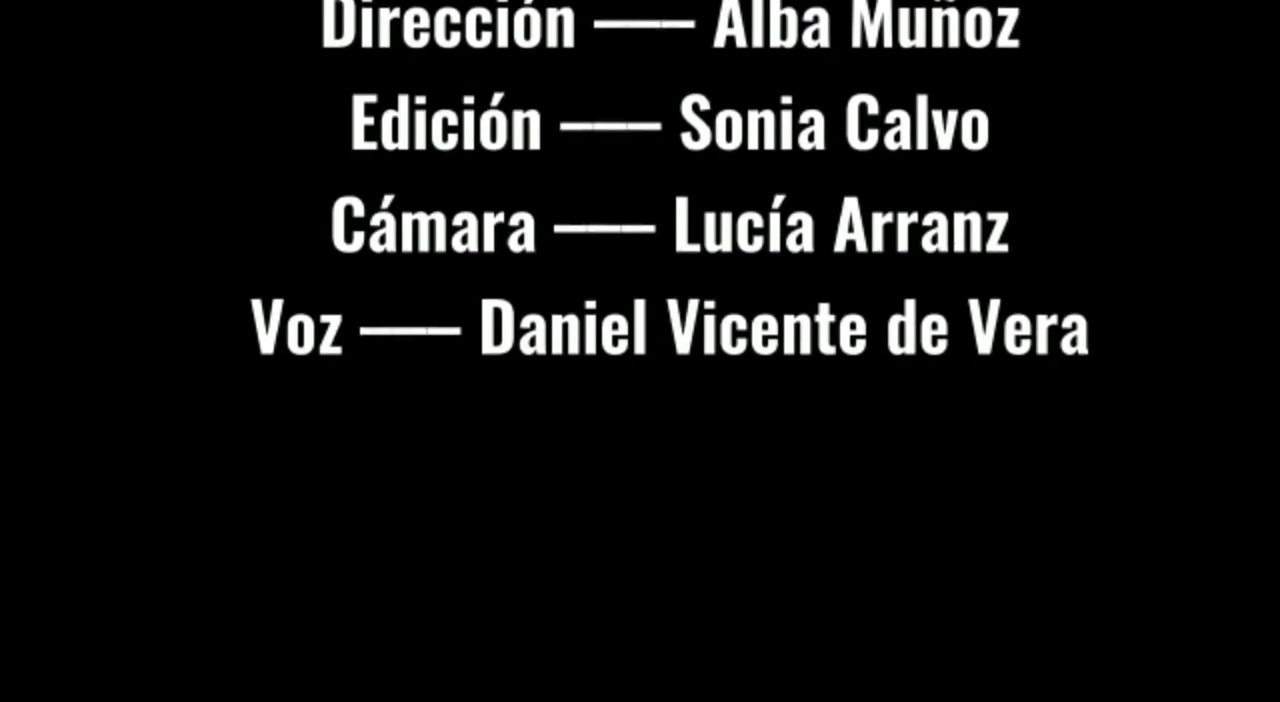 Dirección —– Alba Muñoz
Edición —– Sonia Calvo
Cámara —– Lucía Arranz
Voz —– Daniel Vicente de Vera